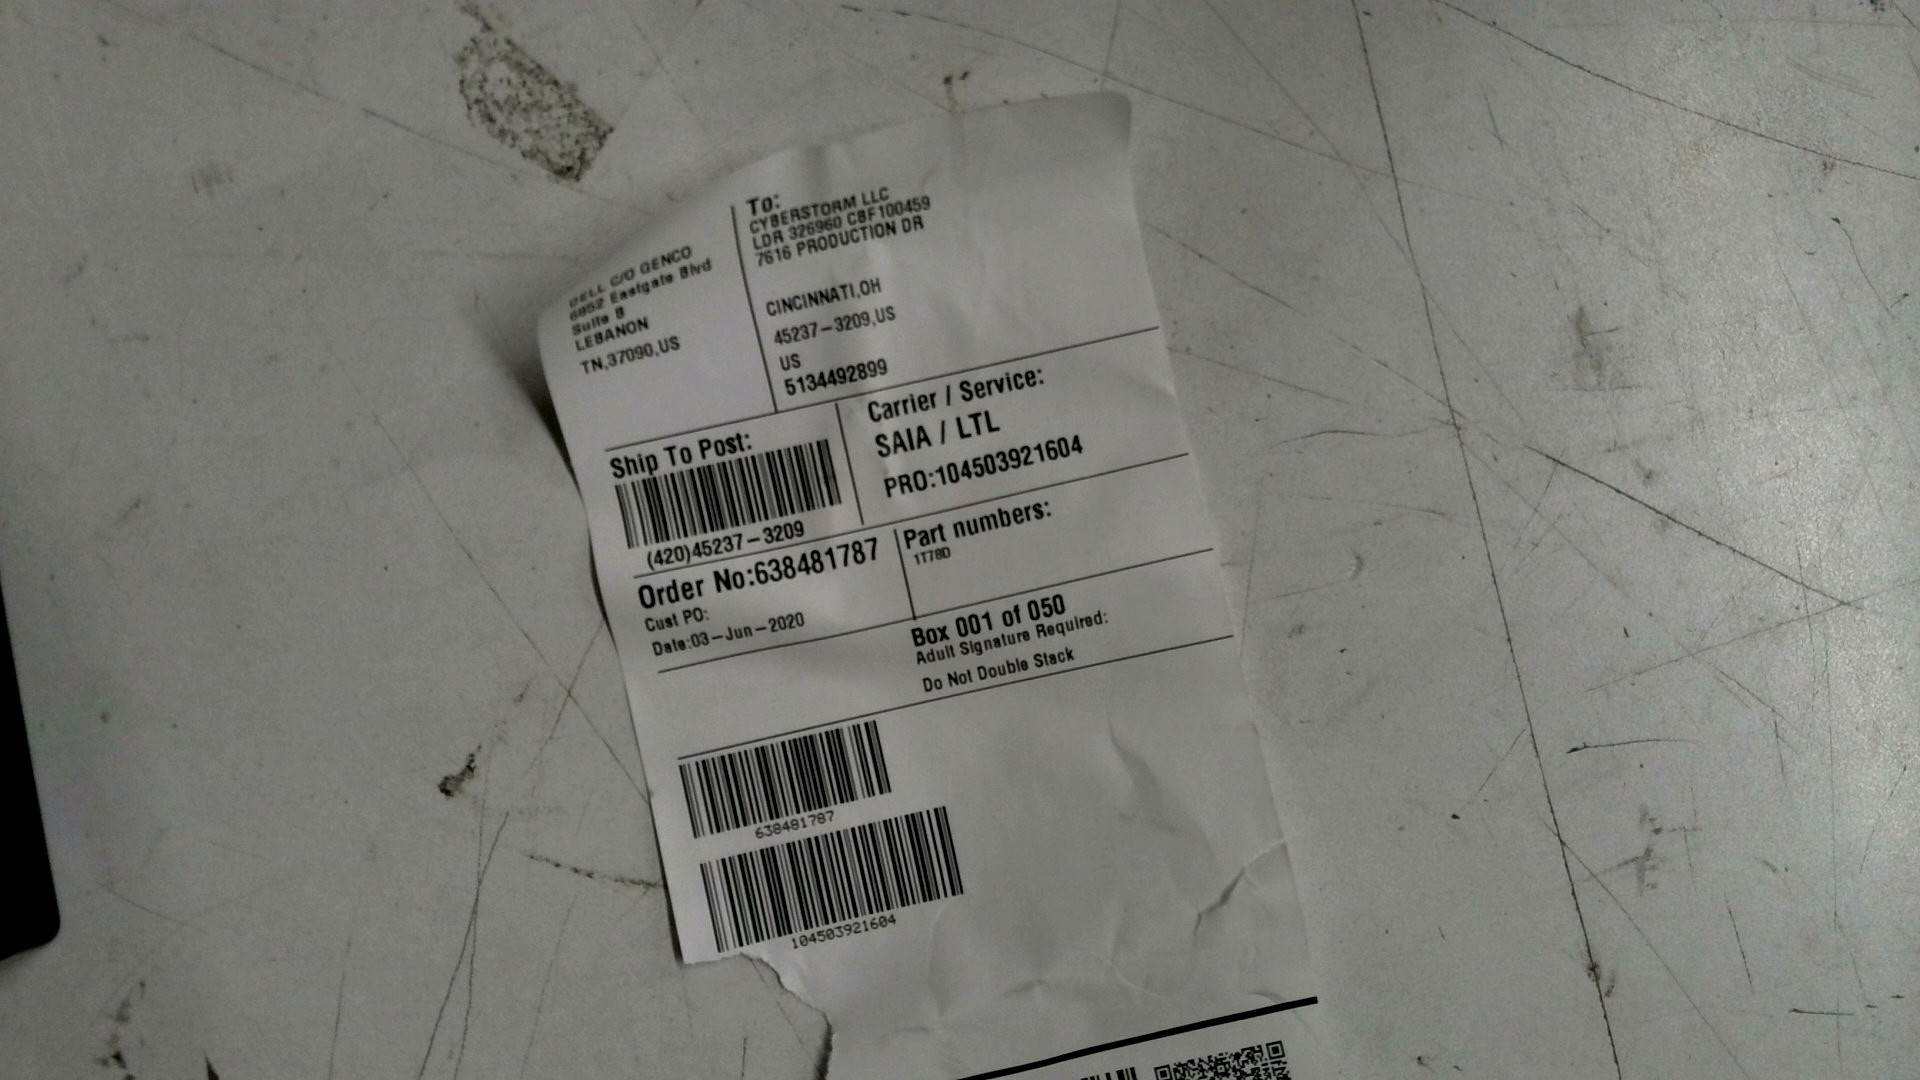 DELL C/O GENCO
6852 Eastgate Blvd
Suite B
LEBANON
TN,37090,US
To:
CYBERSTORM LLC
LDR 326960 CBF100459
7616 PRODUCTION DR
CINCINNATI,OH
45237-3209,US
US
5134492899
Ship To Post:
(420)45237-3209
Carrier / Service:
SAIA / LTL
PRO:104503921604
Order No:638481787
Cust PO:
Date:03-Jun-2020
Part numbers:
1T78D
Box 001 of 050
Adult Signature Required:
Do Not Double Stack
638481787
104503921604